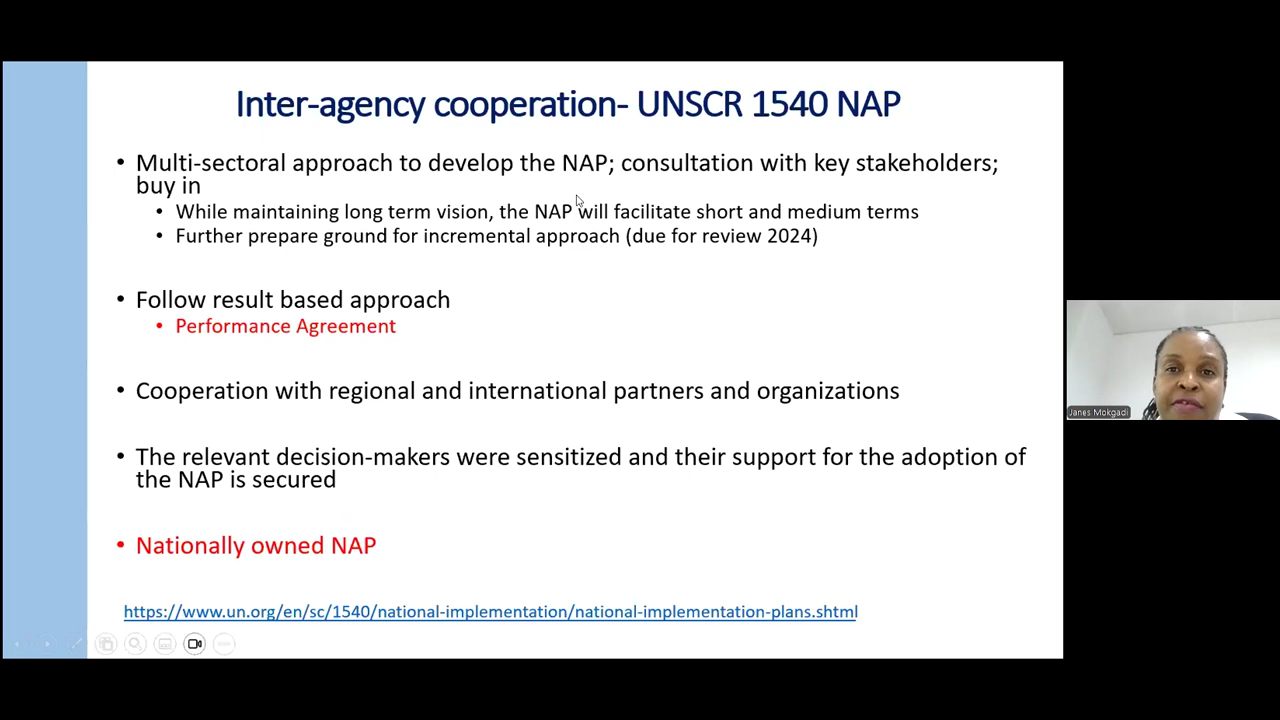 Inter-agency cooperation- UNSCR 1540 NAP
• Multi-sectoral approach to develop the NAP; consultation with key stakeholders;
buy in
• While maintaining long term vision, the NAP will facilitate short and medium terms
• Further prepare ground for incremental approach (due for review 2024)
• Follow result based approach
• Performance Agreement
• Cooperation with regional and international partners and organizations
• The relevant decision-makers were sensitized and their support for the adoption of
the NAP is secured
• Nationally owned NAP
https://www.un.org/en/sc/1540/national-implementation/national-implementation-plans.shtml
Janes Mokgadi